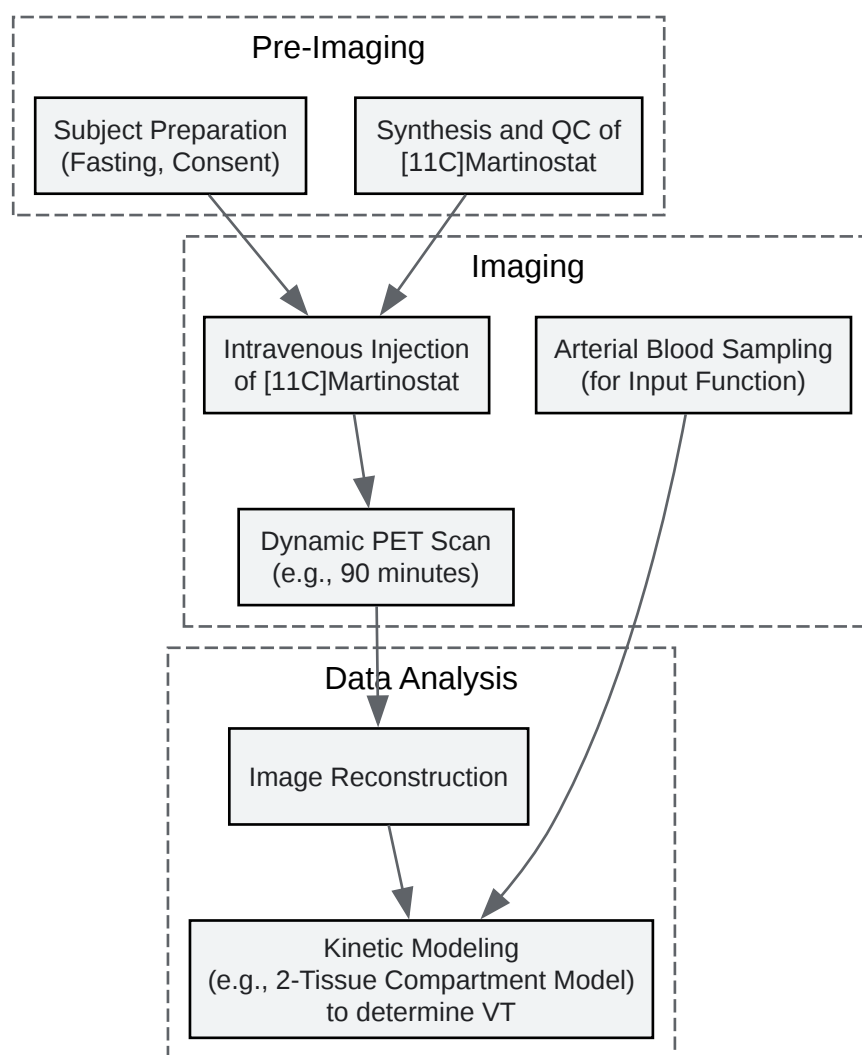 Pre-Imaging
Subject Preparation
(Fasting, Consent)
Synthesis and QC of
[11C]Martinostat
Imaging
Intravenous Injection
of [11C]Martinostat
Arterial Blood Sampling
(for Input Function)
Dynamic PET Scan
(e.g., 90 minutes)
Data Analysis
Image Reconstruction
Kinetic Modeling
(e.g., 2-Tissue Compartment Model)
to determine VT